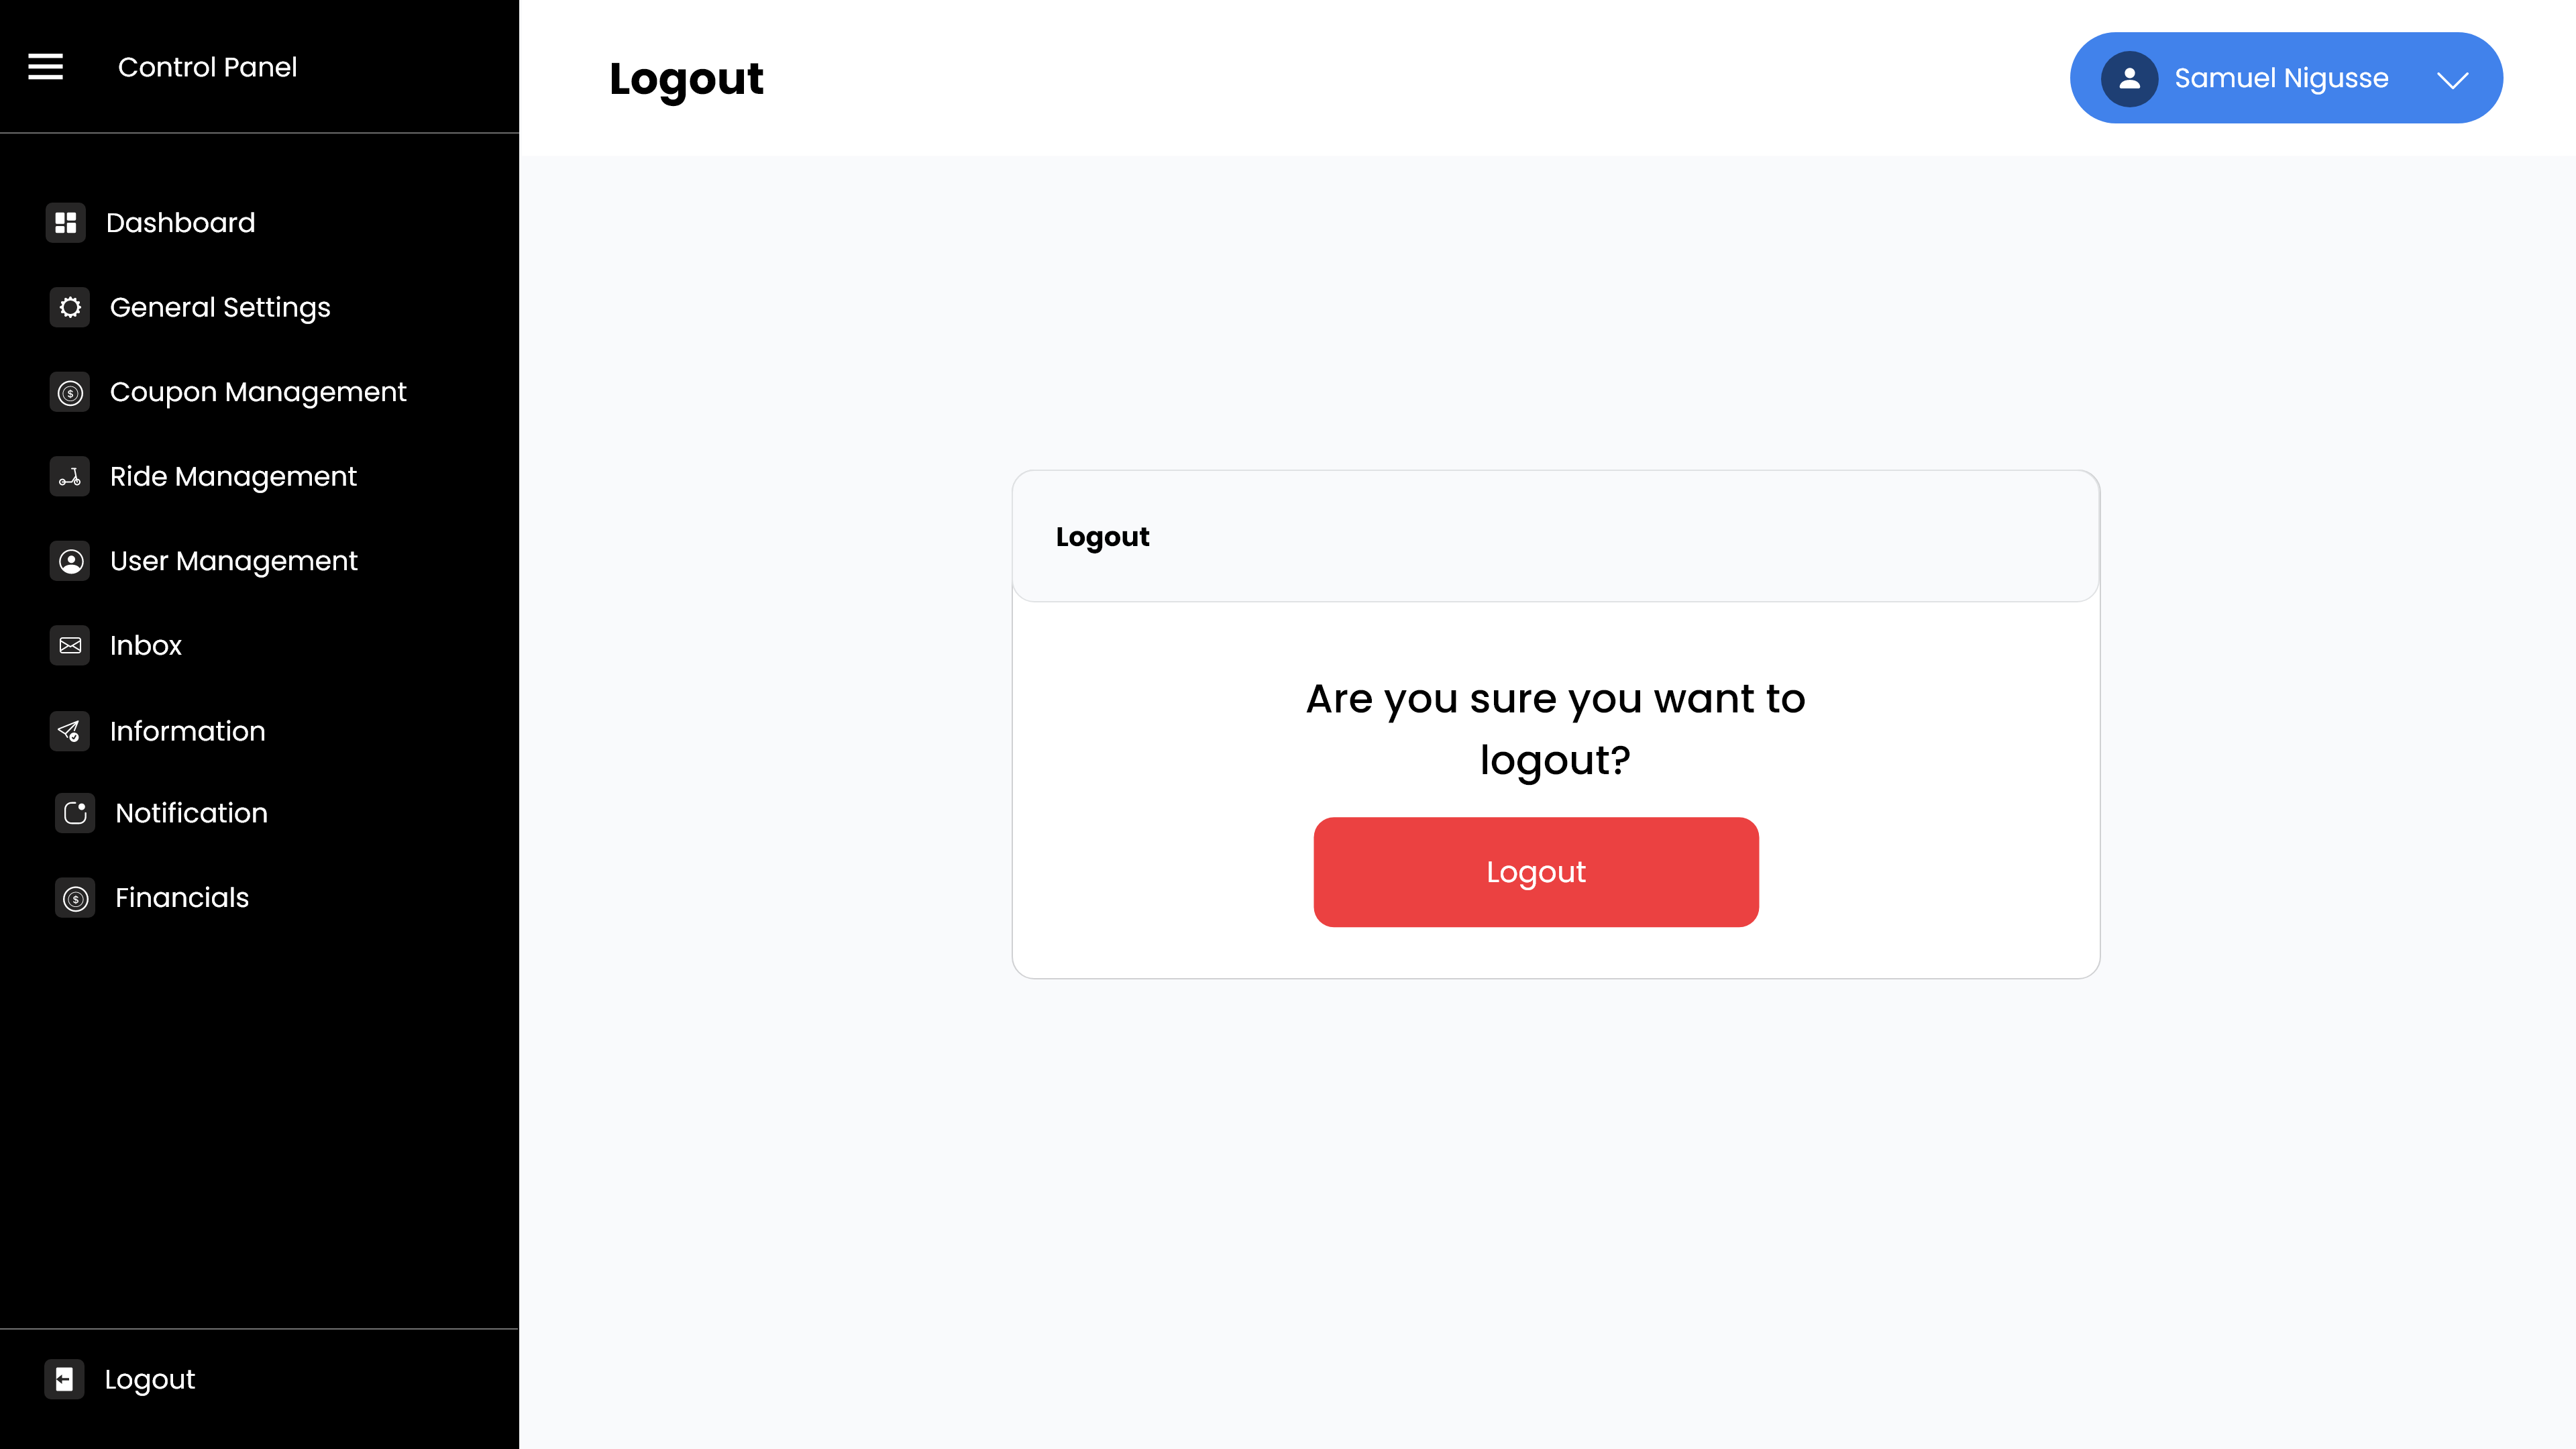 Control Panel
Dashboard
General Settings
Coupon Management
Ride Management
User Management
Inbox
Information
Notification
Financials
Logout
Logout
Samuel Nigusse
Logout
Are you sure you want to
logout?
Logout